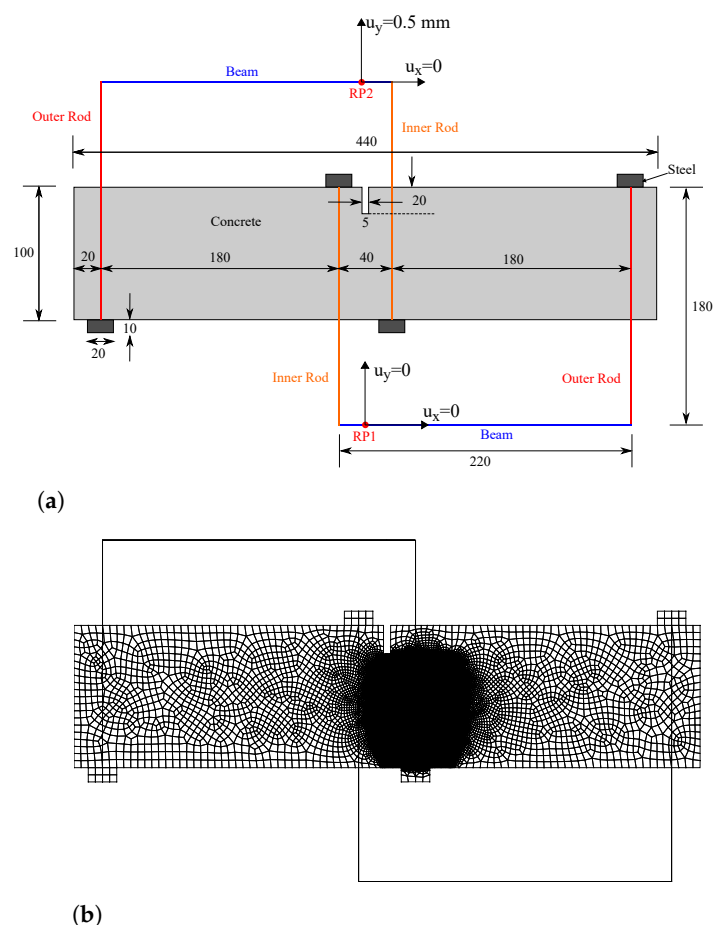 u_y=0.5 mm
u_x=0
Beam
RP2
Outer Rod
Inner Rod
440
Steel
20
5
Concrete
100
20
180
40
180
180
10
20
u_y=0
Inner Rod
Outer Rod
u_x=0
RP1
Beam
220
(a)
(b)